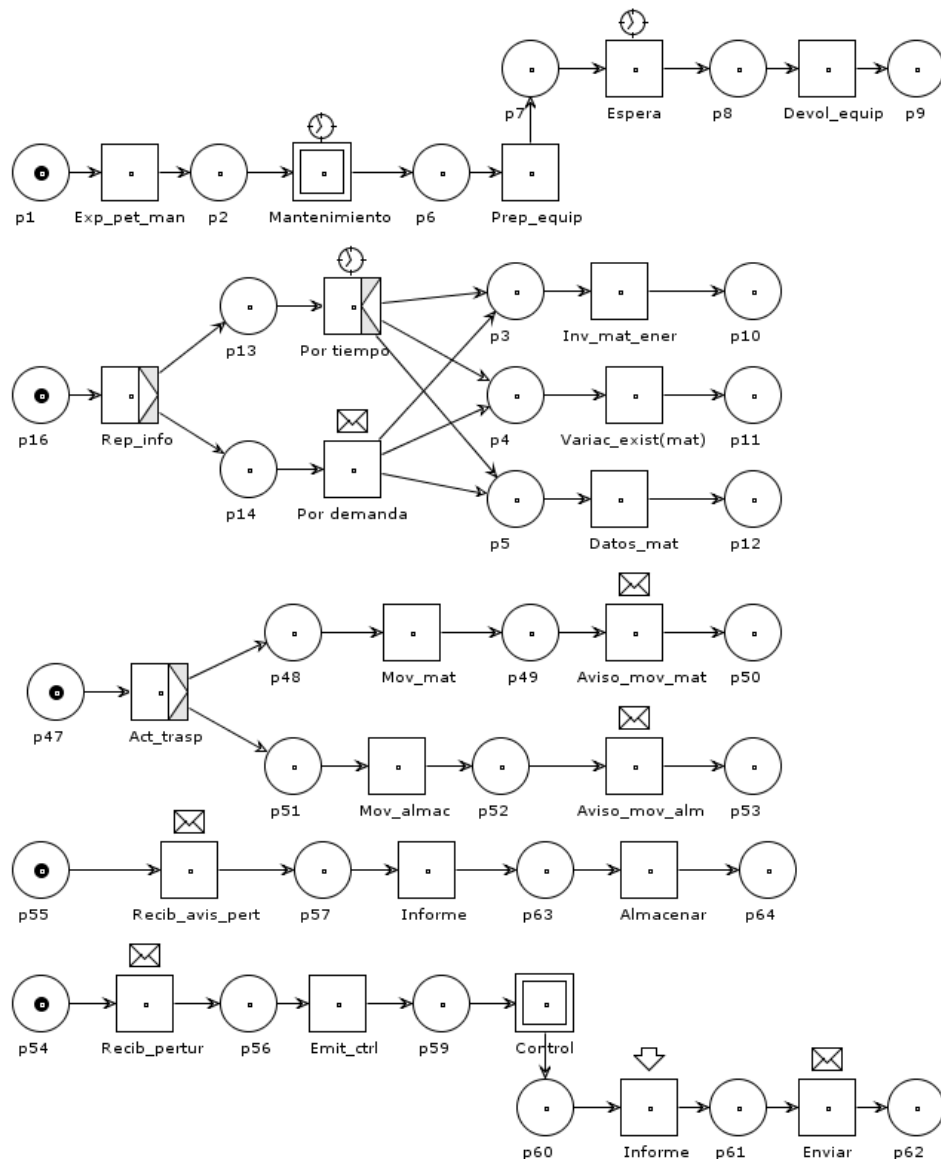 p7 Espera p8 Devol_equip p9
p1 Exp_pet_man p2 Mantenimiento p6 Prep_equip
p13 Por tiempo p3 Inv_mat_ener p10
p16 Rep_info p4 Variac_exist(mat) p11
p14 Por demanda p5 Datos_mat p12
p48 Mov_mat p49 Aviso_mov_mat p50
p47 Act_trasp
p51 Mov_almac p52 Aviso_mov_alm p53
p55 Recib_avis_pert p57 Informe p63 Almacenar p64
p54 Recib_pertur p56 Emit_ctrl p59 Control
p60 Informe p61 Enviar p62